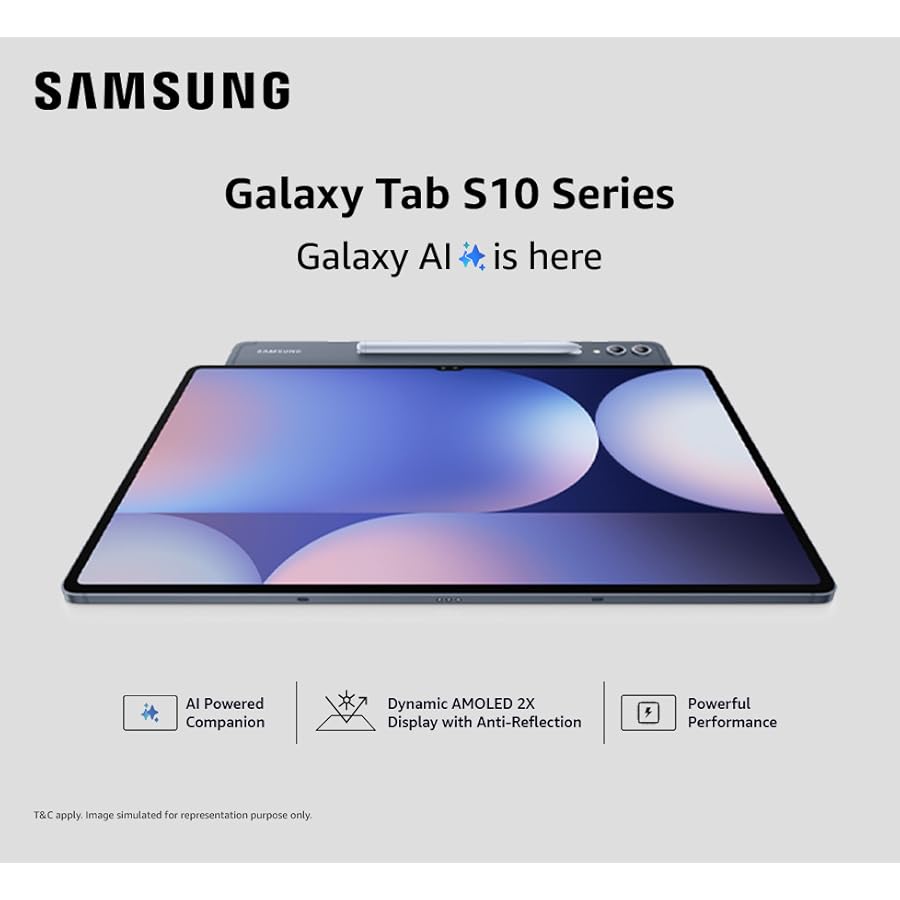 SAMSUNG
Galaxy Tab S10 Series
Galaxy AI is here
SAMSUNG
AI Powered
Companion
Dynamic AMOLED 2X
Display with Anti-Reflection
Powerful
Performance
T&C apply. Image simulated for representation purpose only.